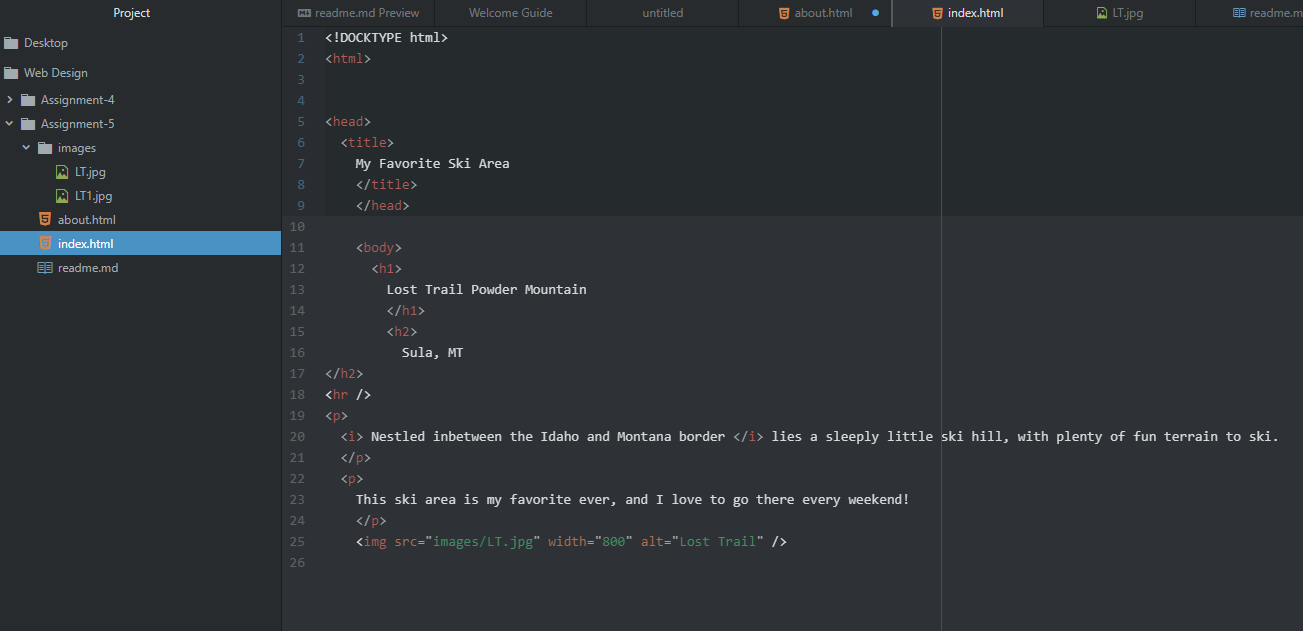 Project
readme.md Preview
Welcome Guide
untitled
about.html
index.html
LT.jpg
readme.m
Desktop
Web Design
Assignment-4
Assignment-5
images
LT.jpg
LT1.jpg
about.html
index.html
readme.md
1 <!DOCKTYPE html>
2 <html>
3
4
5 <head>
6 <title>
7 My Favorite Ski Area
8 </title>
9 </head>
10
11 <body>
12 <h1>
13 Lost Trail Powder Mountain
14 </h1>
15 <h2>
16 Sula, MT
17 </h2>
18 <hr />
19 <p>
20 <i> Nestled inbetween the Idaho and Montana border </i> lies a sleeply little ski hill, with plenty of fun terrain to ski.
21 </p>
22 <p>
23 This ski area is my favorite ever, and I love to go there every weekend!
24 </p>
25 <img src="images/LT.jpg" width="800" alt="Lost Trail" />
26